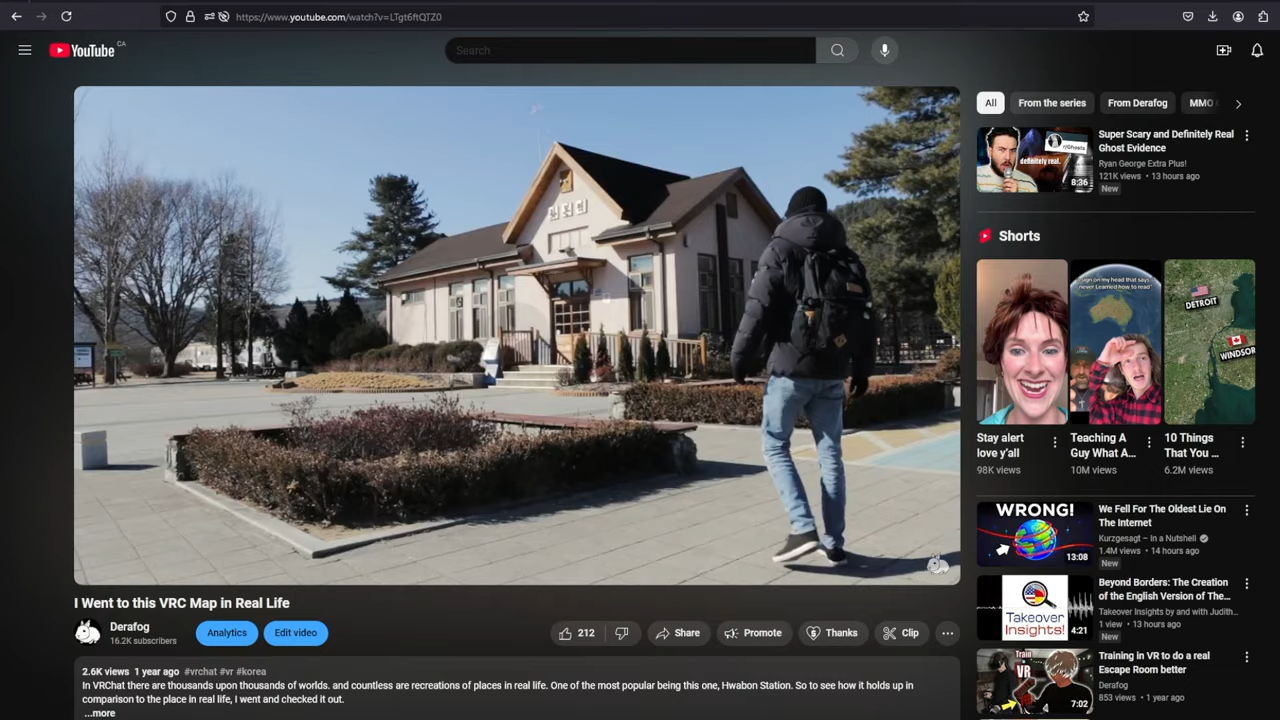 https://www.youtube.com/watch?v=LTgt6ftQTZ0
YouTube CA
Search
All
From the series
From Derafog
MMO
definitely real.
8:36
Super Scary and Definitely Real
Ghost Evidence
Ryan George Extra Plus!
121K views • 13 hours ago
New
Shorts
never Learned how to read"
DETROIT
WINDSOR
Stay alert
love y'all
98K views
Teaching A
Guy What A...
10M views
10 Things
That You ...
6.2M views
WRONG!
13:08
We Fell For The Oldest Lie On
The Internet
Kurzgesagt – In a Nutshell
1.4M views • 14 hours ago
New
Takeover
Insights!
4:21
Beyond Borders: The Creation
of the English Version of The...
Takeover Insights by and with Judith...
1 view • 13 hours ago
New
Train
VR
7:02
Training in VR to do a real
Escape Room better
Derafog
853 views • 1 year ago
I Went to this VRC Map in Real Life
Derafog
16.2K subscribers
Analytics
Edit video
212
Share
Promote
Thanks
Clip
2.6K views 1 year ago #vrchat #vr #korea
In VRChat there are thousands upon thousands of worlds. and countless are recreations of places in real life. One of the most popular being this one, Hwabon Station. So to see how it holds up in
comparison to the place in real life, I went and checked it out.
...more